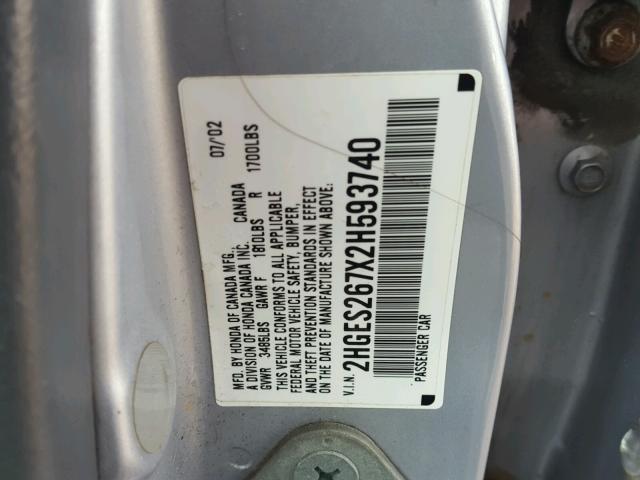 MFD. BY HONDA OF CANADA MFG. 07/02
A DIVISION OF HONDA CANADA INC. CANADA
GVWR 3485LBS GAWR F 1810LBS R 1700LBS
THIS VEHICLE CONFORMS TO ALL APPLICABLE
FEDERAL MOTOR VEHICLE SAFETY, BUMPER,
AND THEFT PREVENTION STANDARDS IN EFFECT
ON THE DATE OF MANUFACTURE SHOWN ABOVE.
V.I.N. 2HGES267X2H593740
PASSENGER CAR